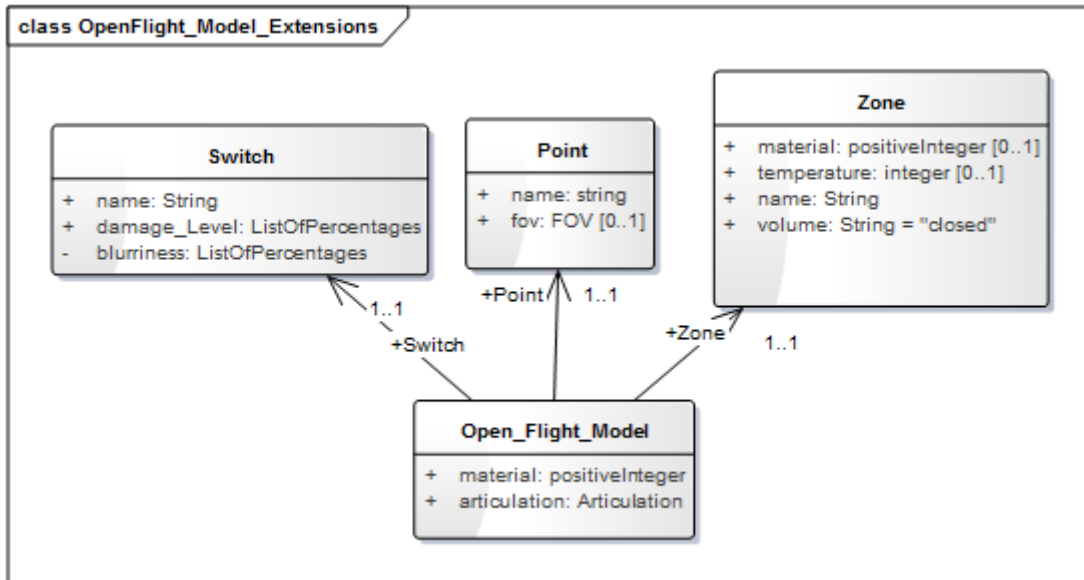 class OpenFlight_Model_Extensions
Switch
+ name: String
+ damage_Level: ListOfPercentages
- blurriness: ListOfPercentages
Point
+ name: string
+ fov: FOV [0..1]
Zone
+ material: positiveInteger [0..1]
+ temperature: integer [0..1]
+ name: String
+ volume: String = "closed"
1..1
+Switch
+Point
1..1
+Zone
1..1
Open_Flight_Model
+ material: positiveInteger
+ articulation: Articulation